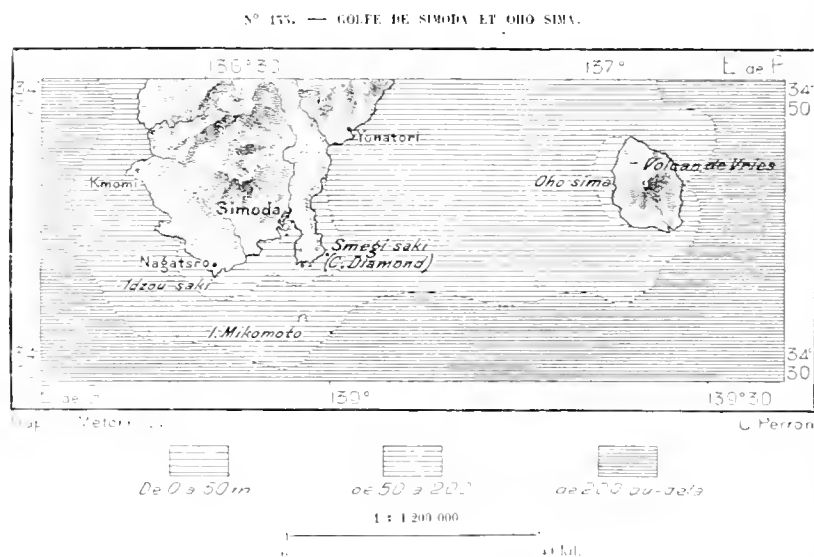 N° 155. — GOLFE DE SIMODA ET OHO SIMA.
136°30 137° E de P
34° 50
Yonatori
Volcan de Vries
Kmomi
Oho sima
Simoda
Smegi saki
(C. Diamond)
Nagatsro
Idzou saki
I. Mikomoto
34° 30
139° 139°30
C Perron
De 0 à 50 m de 50 à 200 de 200 au-delà
1 : 1 200 000
0 40 kil.